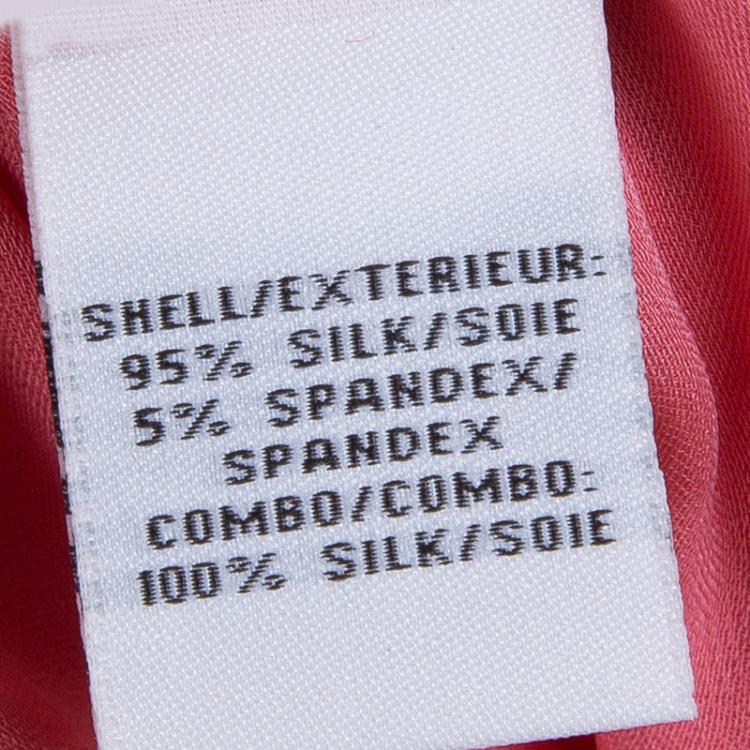 SHELL/EXTERIEUR:
95% SILK/SOIE
5% SPANDEX/
SPANDEX
COMBO/COMBO:
100% SILK/SOIE